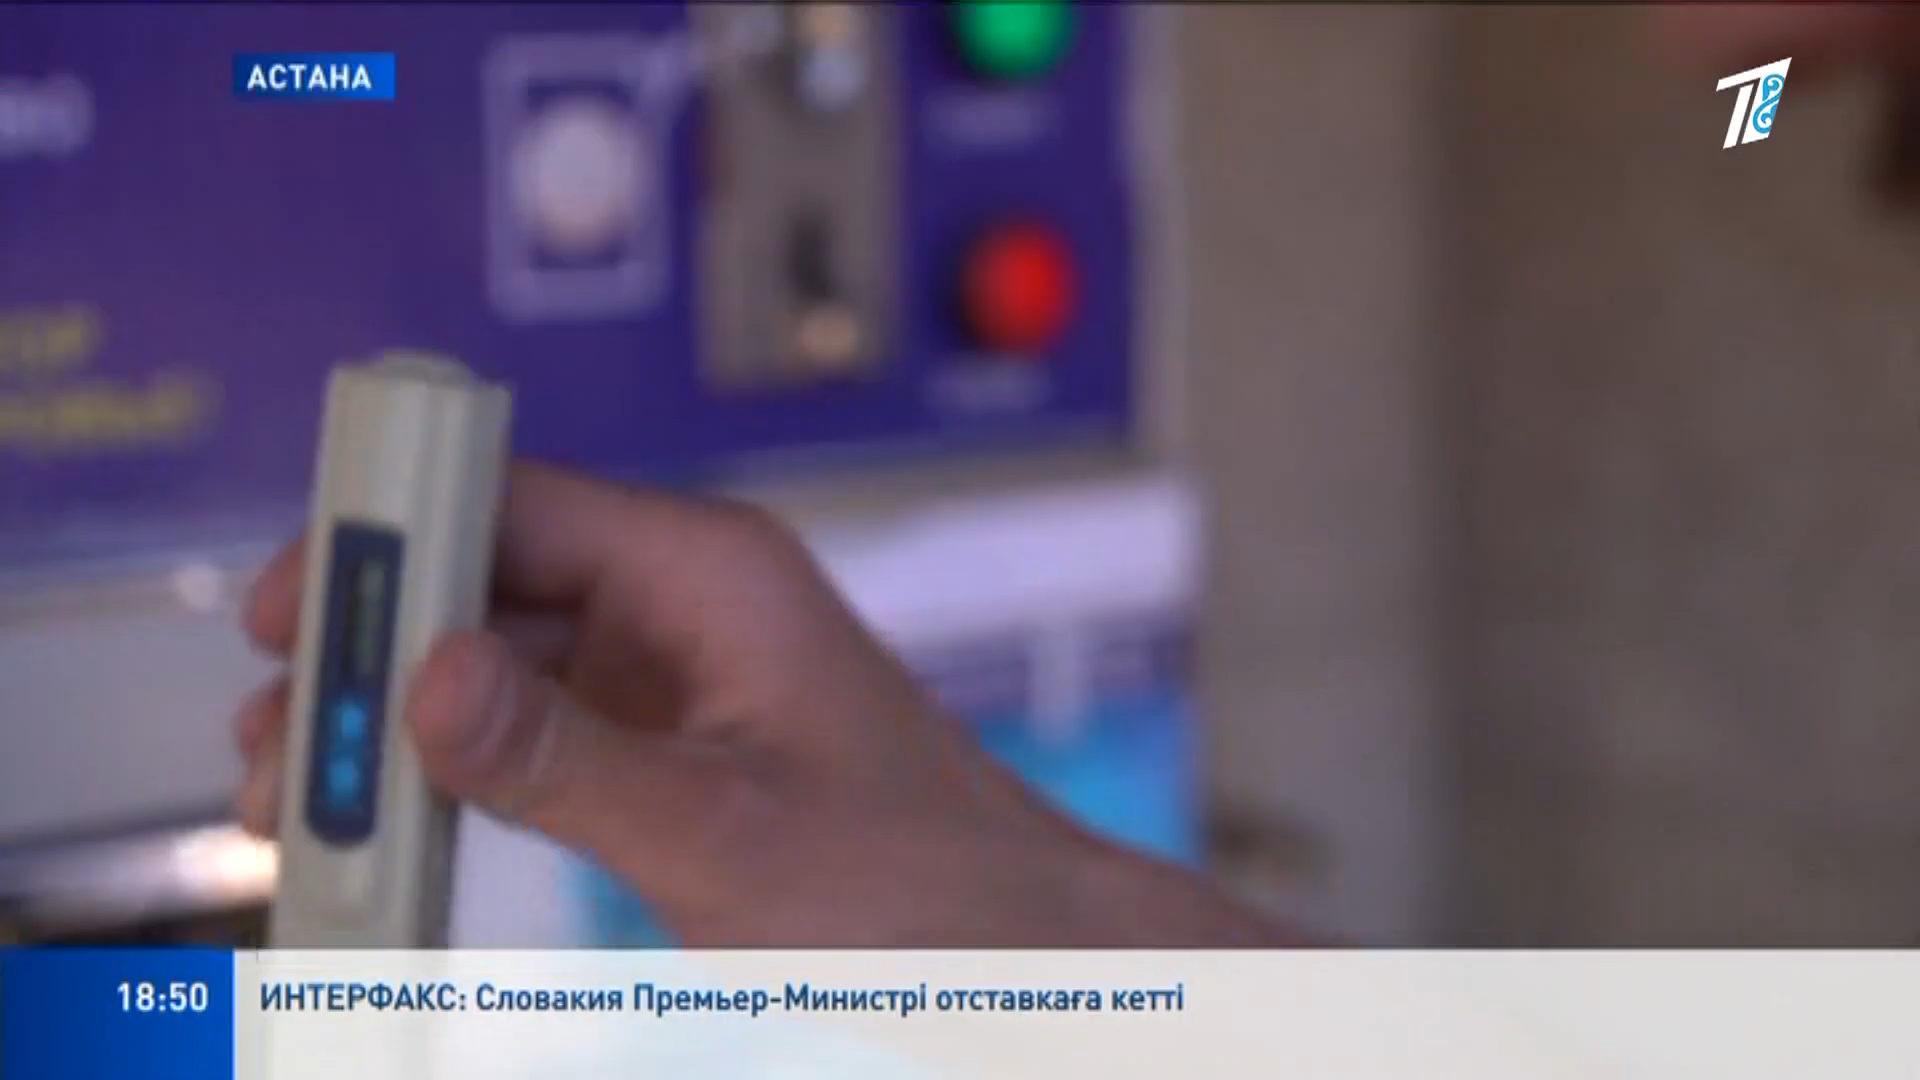 АСТАНА
18:50
ИНТЕРФАКС: Словакия Премьер-Министрі отставкаға кетті